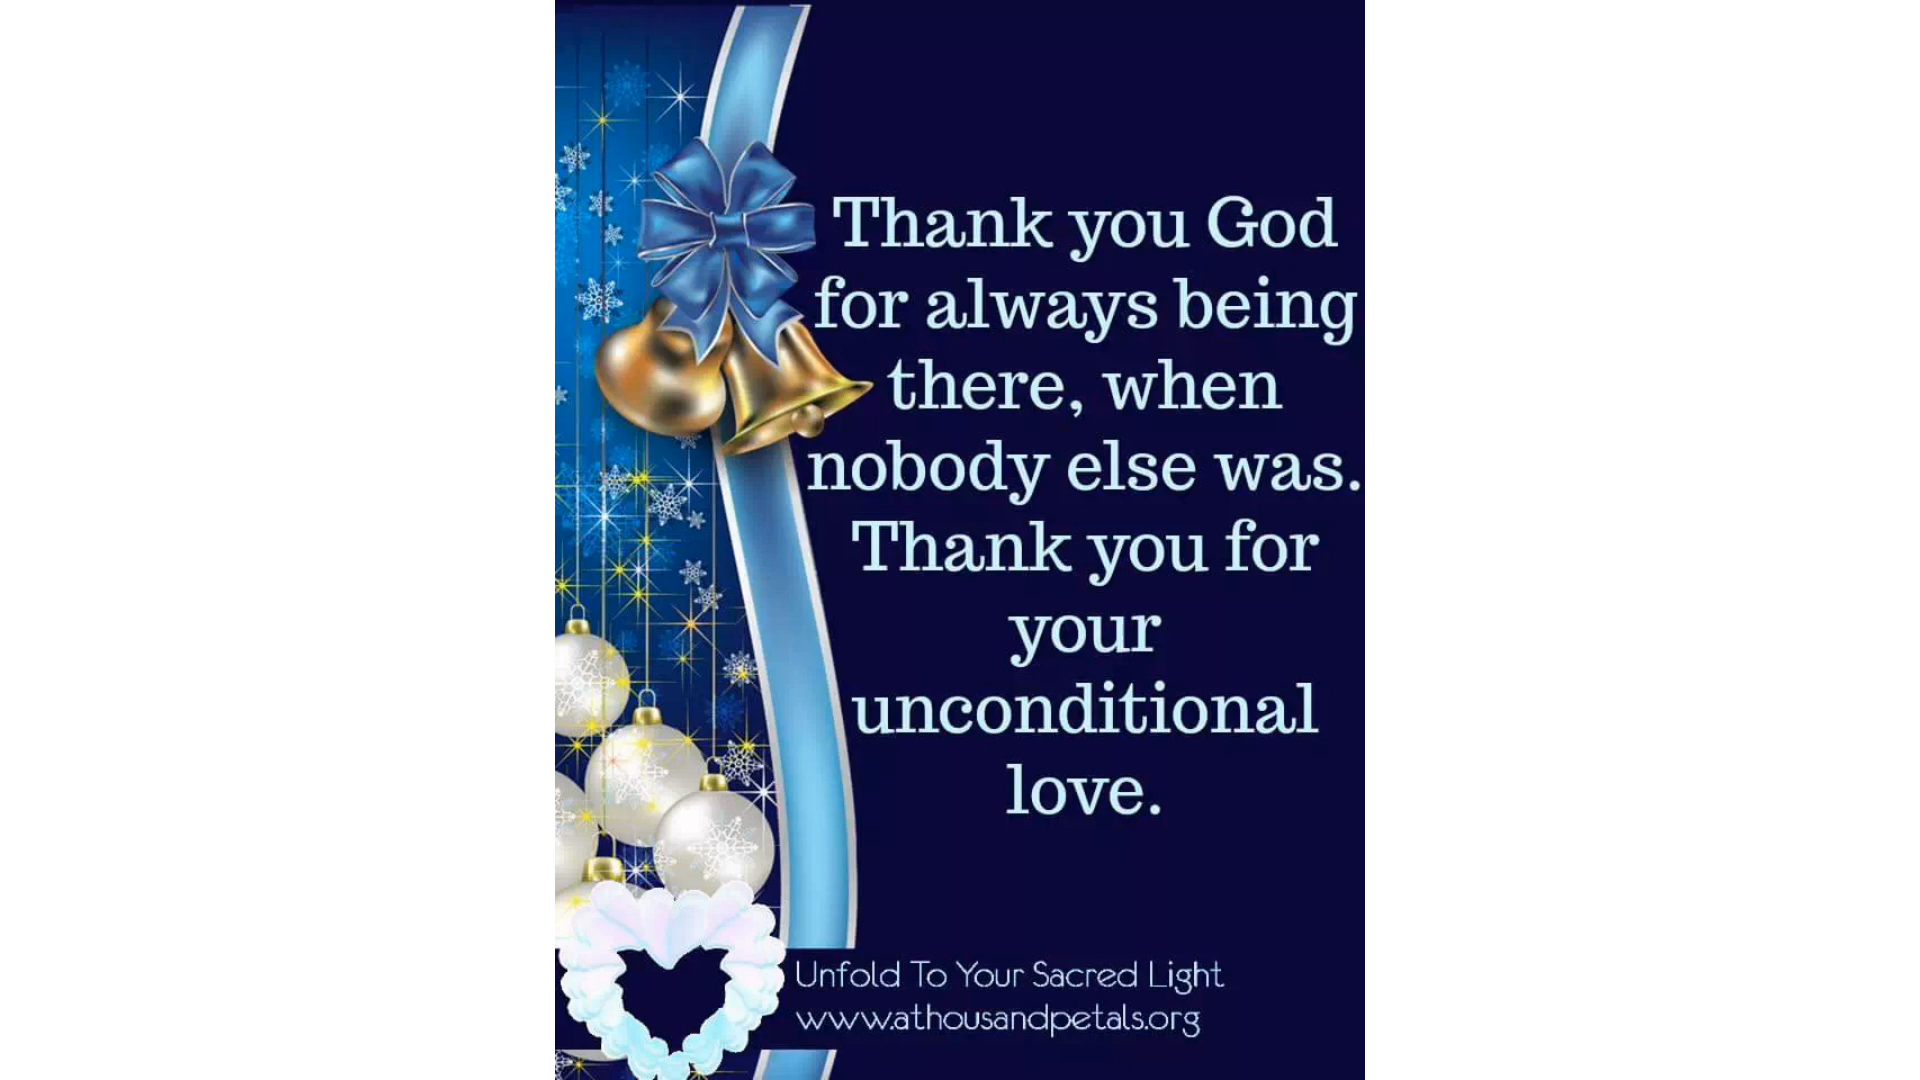 Thank you God
for always being
there, when
nobody else was.
Thank you for
your
unconditional
love.
Unfold To Your Sacred Light
www.athousandpetals.org